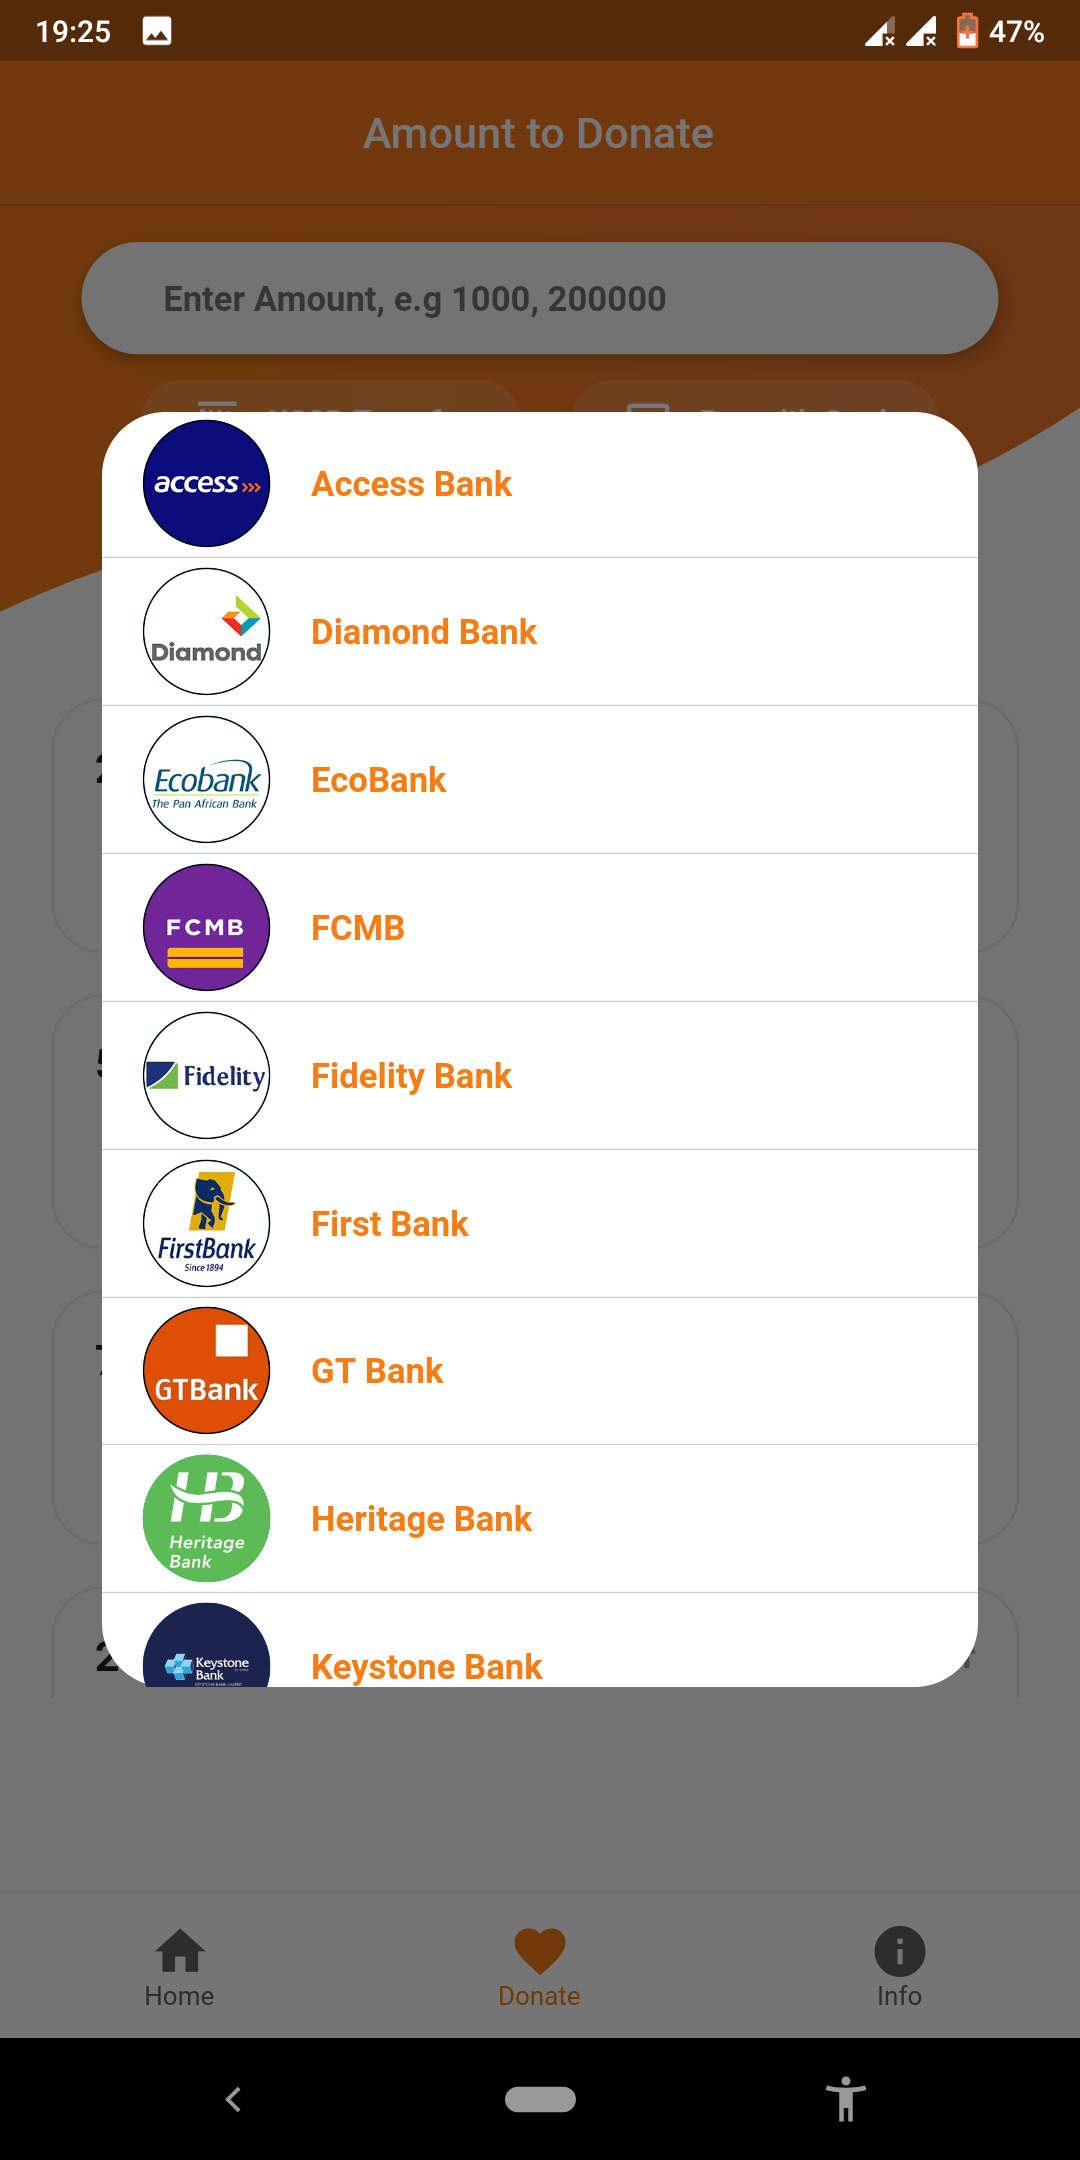 19:25
47%
Amount to Donate
Enter Amount, e.g 1000, 200000
access
Access Bank
Diamond
Diamond Bank
Ecobank
The Pan African Bank
EcoBank
FCMB
FCMB
Fidelity
Fidelity Bank
FirstBank
Since 1894
First Bank
GTBank
GT Bank
HB
Heritage
Bank
Heritage Bank
Keystone
Bank
Keystone Bank
Home
Donate
Info